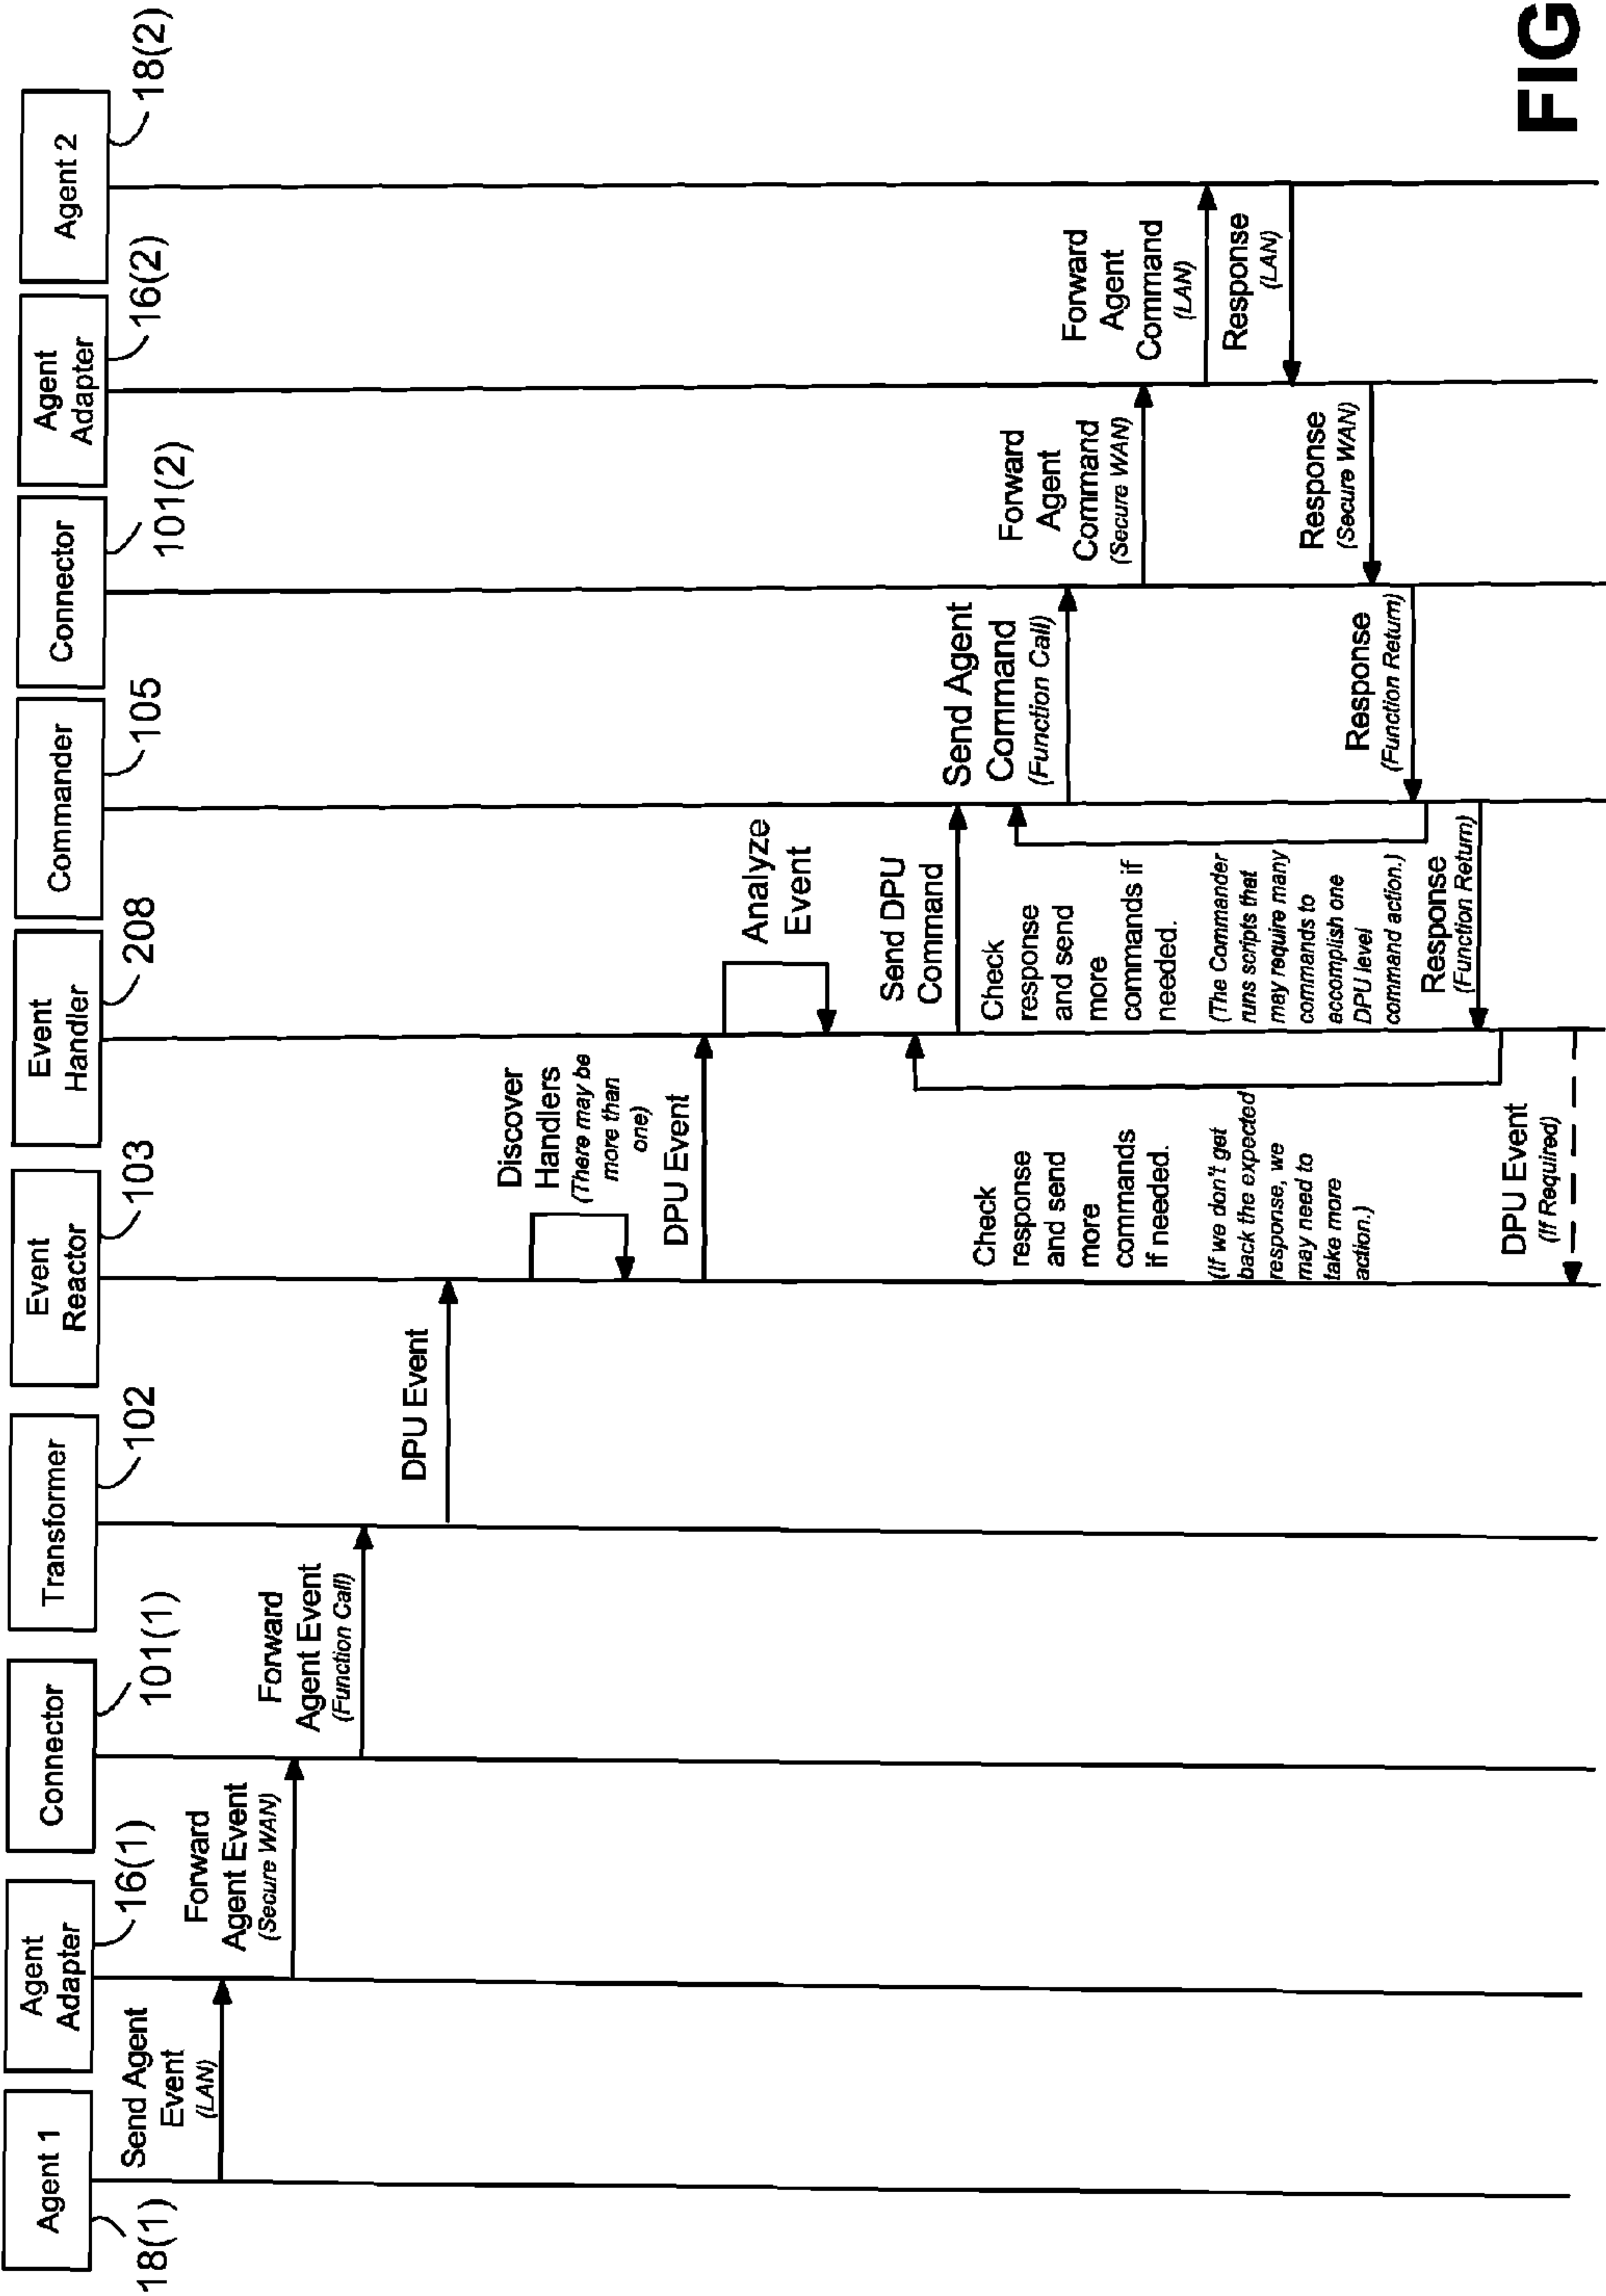 Agent 1
18(1)
Agent
Adapter
16(1)
Connector
101(1)
Transformer
102
Event
Reactor
103
Event
Handler
208
Commander
105
Connector
101(2)
Agent
Adapter
16(2)
Agent 2
18(2)
Send Agent
Event
(LAN)
Forward
Agent Event
(Secure WAN)
Forward
Agent Event
(Function Call)
DPU Event
Discover
Handlers
(There may be
more than
one)
DPU Event
Analyze
Event
Send DPU
Command
Send Agent
Command
(Function Call)
Forward
Agent
Command
(Secure WAN)
Forward
Agent
Command
(LAN)
Response
(LAN)
Response
(Secure WAN)
Response
(Function Return)
Check
response
and send
more
commands if
needed.
(The Commander
runs scripts that
may require many
commands to
accomplish one
DPU level
command action.)
Response
(Function Return)
Check
response
and send
more
commands
if needed.
(If we don't get
back the expected
response, we
may need to
take more
action.)
DPU Event
(If Required)
FIG